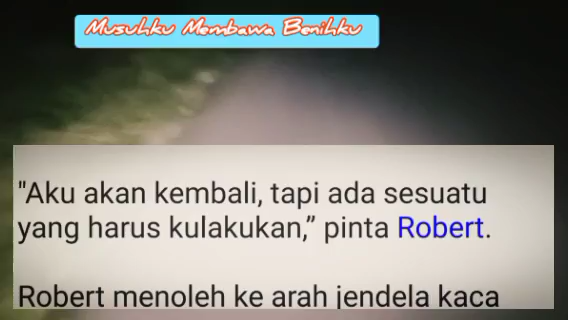 Musuhku Membawa Benihku
"Aku akan kembali, tapi ada sesuatu
yang harus kulakukan,” pinta Robert.
Robert menoleh ke arah jendela kaca